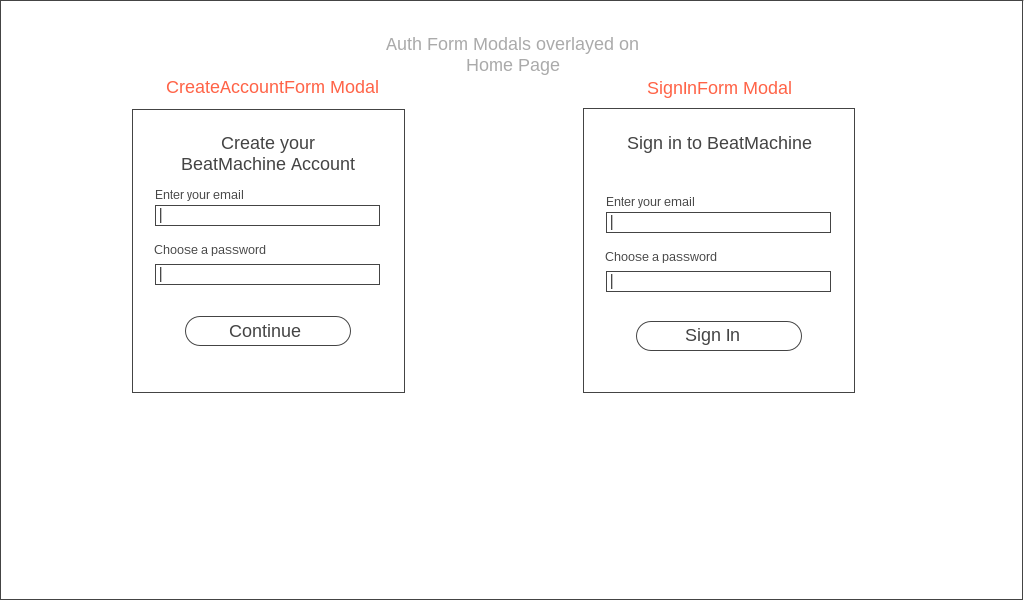 Auth Form Modals overlayed on
Home Page
CreateAccountForm Modal
Create your
BeatMachine Account
Enter your email
Choose a password
Continue
SignInForm Modal
Sign in to BeatMachine
Enter your email
Choose a password
Sign In